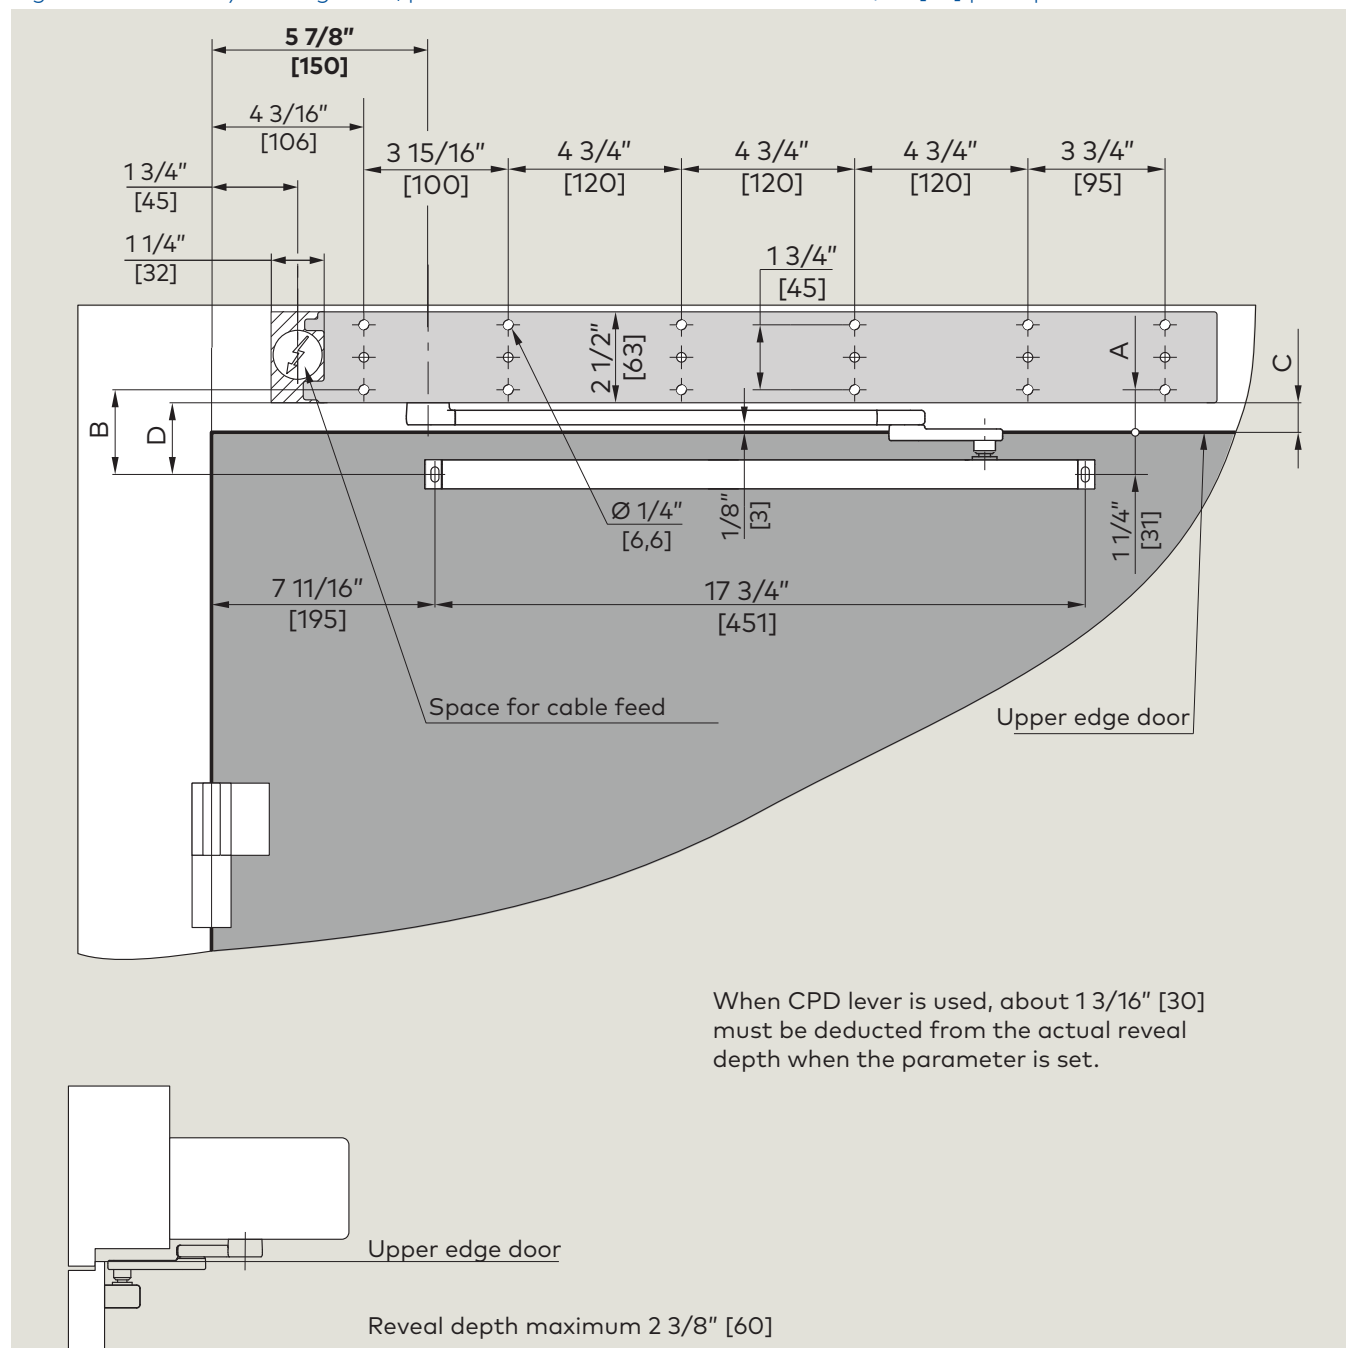 5 7/8”
[150]
4 3/16”
[106]
3 15/16”
[100]
4 3/4”
[120]
4 3/4”
[120]
4 3/4”
[120]
3 3/4”
[95]
1 3/4”
[45]
1 1/4”
[32]
1 3/4”
[45]
2 1/2”
[63]
A
C
B
D
Ø 1/4”
[6,6]
1/8”
[3]
1 1/4”
[31]
7 11/16”
[195]
17 3/4”
[451]
Space for cable feed
Upper edge door
When CPD lever is used, about 1 3/16” [30]
must be deducted from the actual reveal
depth when the parameter is set.
Upper edge door
Reveal depth maximum 2 3/8” [60]